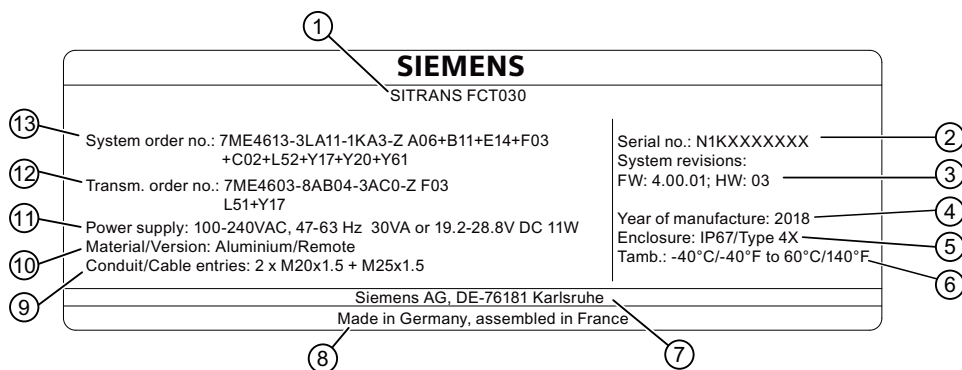 1
SIEMENS
SITRANS FCT030
13
System order no.: 7ME4613-3LA11-1KA3-Z A06+B11+E14+F03
+C02+L52+Y17+Y20+Y61
12
Transm. order no.: 7ME4603-8AB04-3AC0-Z F03
L51+Y17
11
Power supply: 100-240VAC, 47-63 Hz 30VA or 19.2-28.8V DC 11W
10
Material/Version: Aluminium/Remote
9
Conduit/Cable entries: 2 x M20x1.5 + M25x1.5
Serial no.: N1KXXXXXXX
2
System revisions:
FW: 4.00.01; HW: 03
3
Year of manufacture: 2018
4
Enclosure: IP67/Type 4X
5
Tamb.: -40°C/-40°F to 60°C/140°F
6
Siemens AG, DE-76181 Karlsruhe
7
Made in Germany, assembled in France
8